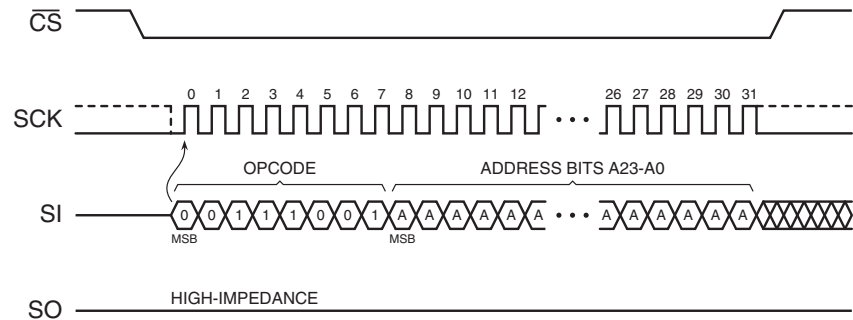 CS
0 1 2 3 4 5 6 7 8 9 10 11 12 26 27 28 29 30 31
SCK
OPCODE ADDRESS BITS A23-A0
SI 0 0 1 1 1 0 0 1 A A A A A A A A A A A A
MSB MSB
HIGH-IMPEDANCE
SO